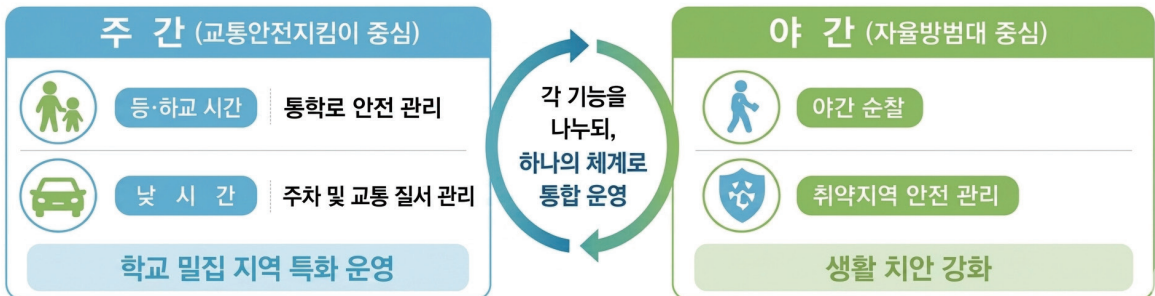 주 간 (교통안전지킴이 중심)
등·하교 시간 통학로 안전 관리
낮 시 간 주차 및 교통 질서 관리
학교 밀집 지역 특화 운영
각 기능을
나누되,
하나의 체계로
통합 운영
야 간 (자율방범대 중심)
야간 순찰
취약지역 안전 관리
생활 치안 강화